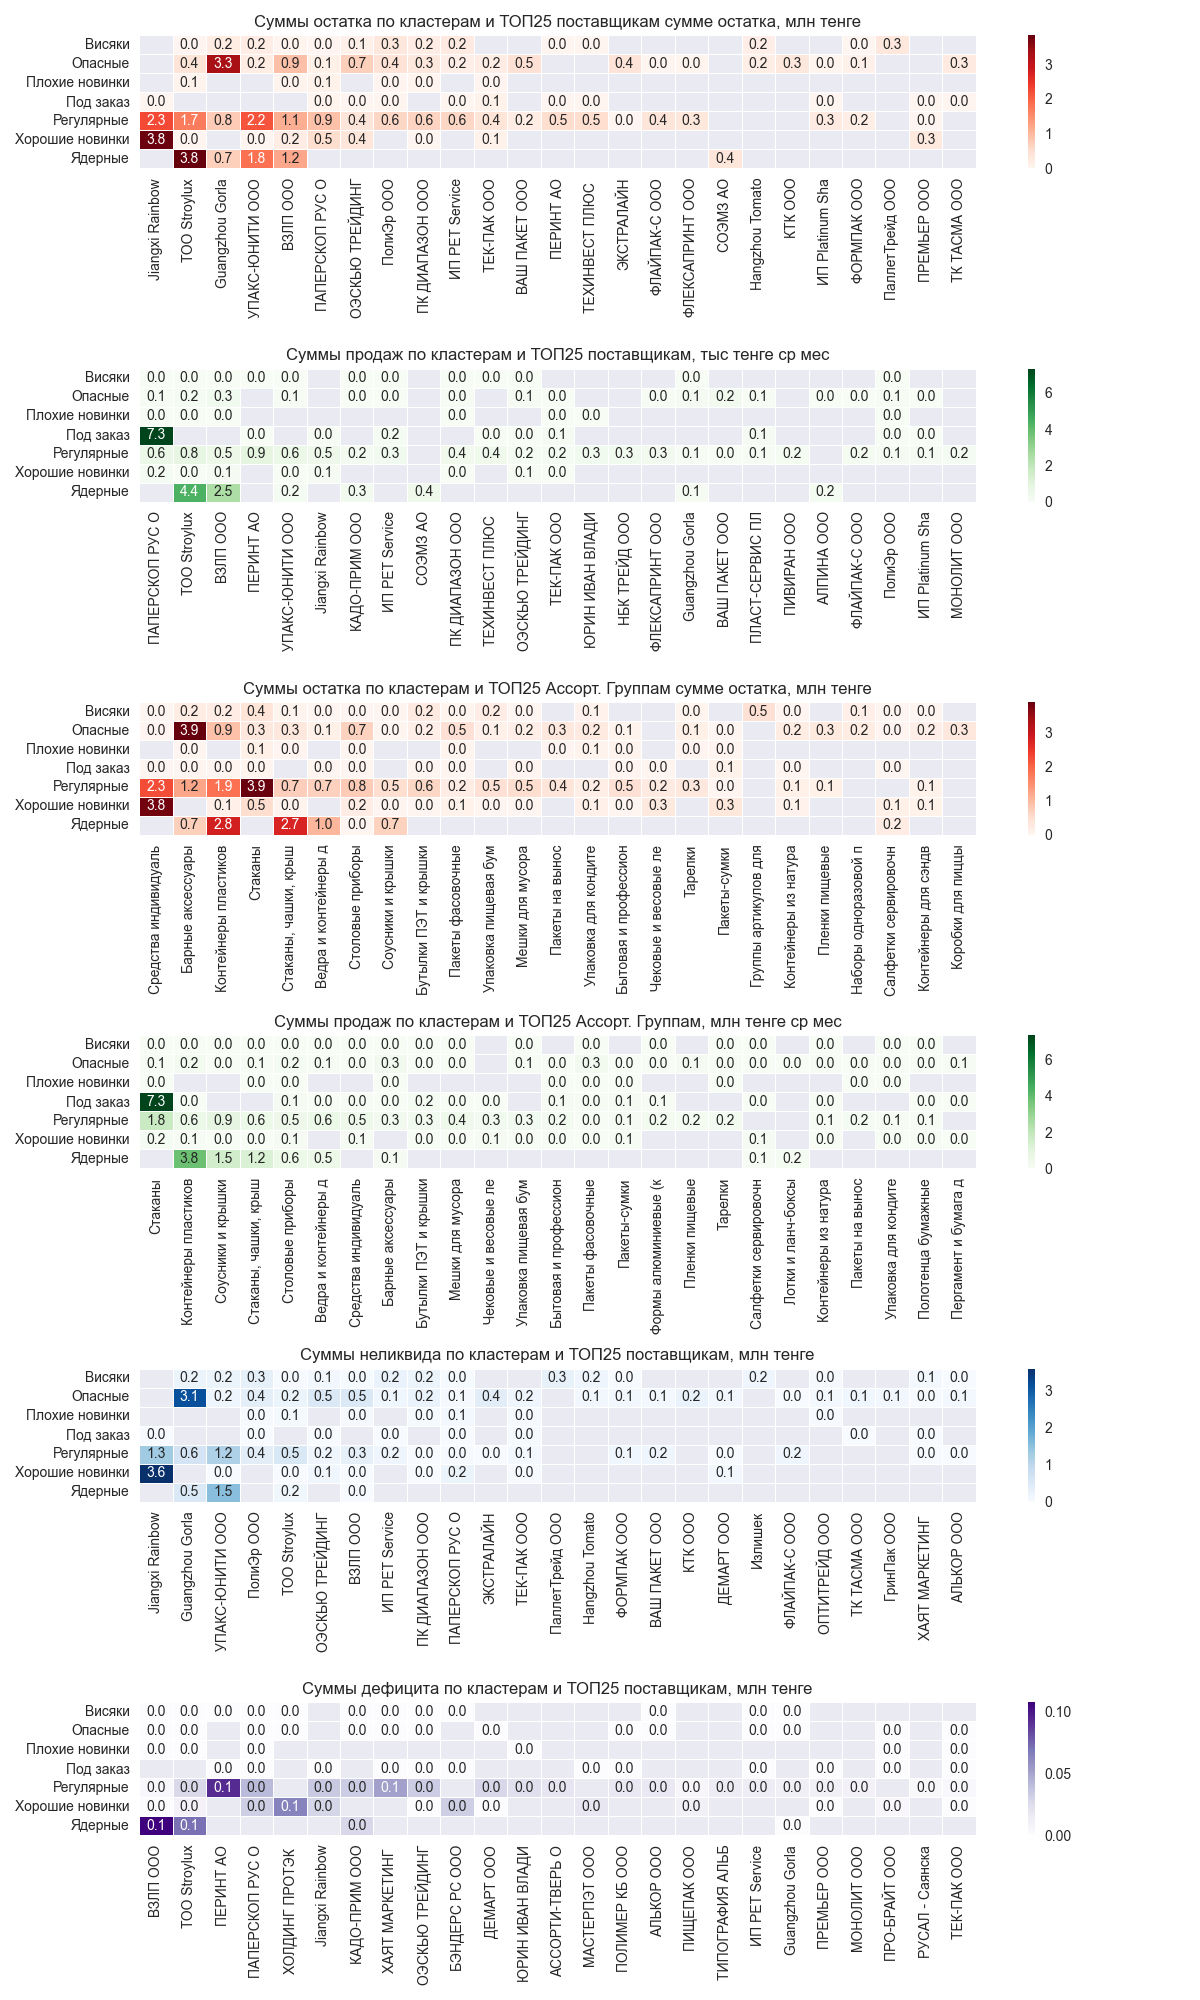 Суммы остатка по кластерам и ТОП25 поставщикам сумме остатка, млн тенге
Висяки 0.0 0.2 0.2 0.0 0.0 0.1 0.3 0.2 0.2 0.0 0.0 0.2 0.0 0.3
Опасные 0.4 3.3 0.2 0.9 0.1 0.7 0.4 0.3 0.2 0.2 0.5 0.4 0.0 0.0 0.2 0.3 0.0 0.1 0.3
Плохие новинки 0.1 0.0 0.1 0.0 0.0 0.0
Под заказ 0.0 0.0 0.0 0.0 0.0 0.1 0.0 0.0 0.0 0.0 0.0
Регулярные 2.3 1.7 0.8 2.2 1.1 0.9 0.4 0.6 0.6 0.6 0.4 0.2 0.5 0.5 0.0 0.4 0.3 0.3 0.2 0.0
Хорошие новинки 3.8 0.0 0.0 0.2 0.5 0.4 0.0 0.1 0.3
Ядерные 3.8 0.7 1.8 1.2 0.4
3
2
1
0
Jiangxi Rainbow
ТОО Stroylux
Guangzhou Gorla
УПАКС-ЮНИТИ ООО
ВЗЛП ООО
ПАПЕРСКОП РУС О
ОЭСКЬЮ ТРЕЙДИНГ
ПолиЭр ООО
ПК ДИАПАЗОН ООО
ИП PET Service
ТЕК-ПАК ООО
ВАШ ПАКЕТ ООО
ПЕРИНТ АО
ТЕХИНВЕСТ ПЛЮС
ЭКСТРАЛАЙН
ФЛАЙПАК-С ООО
ФЛЕКСАПРИНТ ООО
СОЭМЗ АО
Hangzhou Tomato
КТК ООО
ИП Platinum Sha
ФОРМПАК ООО
ПаллетТрейд ООО
ПРЕМЬЕР ООО
ТК ТАСМА ООО
Суммы продаж по кластерам и ТОП25 поставщикам, тыс тенге ср мес
Висяки 0.0 0.0 0.0 0.0 0.0 0.0 0.0 0.0 0.0 0.0 0.0 0.0
Опасные 0.1 0.2 0.3 0.1 0.0 0.0 0.0 0.1 0.0 0.0 0.1 0.2 0.1 0.0 0.0 0.1 0.0
Плохие новинки 0.0 0.0 0.0 0.0 0.0 0.0 0.0
Под заказ 7.3 0.0 0.0 0.2 0.0 0.0 0.1 0.1 0.0 0.0
Регулярные 0.6 0.8 0.5 0.9 0.6 0.5 0.2 0.3 0.4 0.4 0.2 0.2 0.3 0.3 0.3 0.1 0.0 0.1 0.2 0.2 0.1 0.1 0.2
Хорошие новинки 0.2 0.0 0.1 0.0 0.1 0.0 0.1 0.0
Ядерные 4.4 2.5 0.2 0.3 0.4 0.1 0.2
6
4
2
0
ПАПЕРСКОП РУС О
ТОО Stroylux
ВЗЛП ООО
ПЕРИНТ АО
УПАКС-ЮНИТИ ООО
Jiangxi Rainbow
КАДО-ПРИМ ООО
ИП PET Service
СОЭМЗ АО
ПК ДИАПАЗОН ООО
ТЕХИНВЕСТ ПЛЮС
ОЭСКЬЮ ТРЕЙДИНГ
ТЕК-ПАК ООО
ЮРИН ИВАН ВЛАДИ
НБК ТРЕЙД ООО
ФЛЕКСАПРИНТ ООО
Guangzhou Gorla
ВАШ ПАКЕТ ООО
ПЛАСТ-СЕРВИС ПЛ
ПИВИРАН ООО
АЛПИНА ООО
ФЛАЙПАК-С ООО
ПолиЭр ООО
ИП Platinum Sha
МОНОЛИТ ООО
Суммы остатка по кластерам и ТОП25 Ассорт. Группам сумме остатка, млн тенге
Висяки 0.0 0.2 0.2 0.4 0.1 0.0 0.0 0.0 0.2 0.0 0.2 0.0 0.1 0.0 0.5 0.0 0.1 0.0 0.0
Опасные 0.0 3.9 0.9 0.3 0.3 0.1 0.7 0.0 0.2 0.5 0.1 0.2 0.3 0.2 0.1 0.1 0.0 0.2 0.3 0.2 0.0 0.2 0.3
Плохие новинки 0.0 0.1 0.0 0.0 0.0 0.0 0.1 0.0 0.0 0.0
Под заказ 0.0 0.0 0.0 0.0 0.0 0.0 0.0 0.0 0.0 0.0 0.1 0.0 0.0
Регулярные 2.3 1.2 1.9 3.9 0.7 0.7 0.8 0.5 0.6 0.2 0.5 0.5 0.4 0.2 0.5 0.2 0.3 0.0 0.1 0.1 0.1
Хорошие новинки 3.8 0.1 0.5 0.0 0.2 0.0 0.0 0.1 0.0 0.0 0.1 0.0 0.3 0.3 0.1 0.1 0.1
Ядерные 0.7 2.8 2.7 1.0 0.0 0.7 0.2
3
2
1
0
Средства индивидуаль
Барные аксессуары
Контейнеры пластиков
Стаканы
Стаканы, чашки, крыш
Ведра и контейнеры д
Столовые приборы
Соусники и крышки
Бутылки ПЭТ и крышки
Пакеты фасовочные
Упаковка пищевая бум
Мешки для мусора
Пакеты на вынос
Упаковка для кондите
Бытовая и профессион
Чековые и весовые ле
Тарелки
Пакеты-сумки
Группы артикулов для
Контейнеры из натура
Пленки пищевые
Наборы одноразовой п
Салфетки сервировочн
Контейнеры для сэндв
Коробки для пиццы
Суммы продаж по кластерам и ТОП25 Ассорт. Группам, млн тенге ср мес
Висяки 0.0 0.0 0.0 0.0 0.0 0.0 0.0 0.0 0.0 0.0 0.0 0.0 0.0 0.0 0.0 0.0 0.0 0.0
Опасные 0.1 0.2 0.0 0.1 0.2 0.1 0.0 0.3 0.0 0.0 0.1 0.0 0.3 0.0 0.0 0.1 0.0 0.0 0.0 0.0 0.0 0.0 0.0 0.1
Плохие новинки 0.0 0.0 0.0 0.0 0.0 0.0 0.0 0.0 0.0 0.0
Под заказ 7.3 0.0 0.1 0.0 0.0 0.0 0.2 0.0 0.0 0.1 0.0 0.1 0.1 0.0 0.0 0.0 0.0
Регулярные 1.8 0.6 0.9 0.6 0.5 0.6 0.5 0.3 0.3 0.4 0.3 0.3 0.2 0.0 0.1 0.2 0.2 0.2 0.1 0.2 0.1 0.1
Хорошие новинки 0.2 0.1 0.0 0.0 0.1 0.1 0.0 0.0 0.1 0.0 0.0 0.0 0.1 0.1 0.0 0.0 0.0 0.0
Ядерные 3.8 1.5 1.2 0.6 0.5 0.1 0.1 0.2
6
4
2
0
Стаканы
Контейнеры пластиков
Соусники и крышки
Стаканы, чашки, крыш
Столовые приборы
Ведра и контейнеры д
Средства индивидуаль
Барные аксессуары
Бутылки ПЭТ и крышки
Мешки для мусора
Чековые и весовые ле
Упаковка пищевая бум
Бытовая и профессион
Пакеты фасовочные
Пакеты-сумки
Формы алюминиевые (к
Пленки пищевые
Тарелки
Салфетки сервировочн
Лотки и ланч-боксы
Контейнеры из натура
Пакеты на вынос
Упаковка для кондите
Полотенца бумажные
Пергамент и бумага д
Суммы неликвида по кластерам и ТОП25 поставщикам, млн тенге
Висяки 0.2 0.2 0.3 0.0 0.1 0.0 0.2 0.2 0.0 0.3 0.2 0.0 0.2 0.0 0.1 0.0
Опасные 3.1 0.2 0.4 0.2 0.5 0.5 0.1 0.2 0.1 0.4 0.2 0.1 0.1 0.1 0.2 0.1 0.0 0.1 0.1 0.1 0.0 0.1
Плохие новинки 0.0 0.1 0.0 0.0 0.1 0.0 0.0
Под заказ 0.0 0.0 0.0 0.0 0.0 0.0 0.0 0.0
Регулярные 1.3 0.6 1.2 0.4 0.5 0.2 0.3 0.2 0.0 0.0 0.0 0.1 0.1 0.2 0.0 0.2 0.0 0.0
Хорошие новинки 3.6 0.0 0.0 0.1 0.0 0.0 0.2 0.0 0.1
Ядерные 0.5 1.5 0.2 0.0
3
2
1
0
Jiangxi Rainbow
Guangzhou Gorla
УПАКС-ЮНИТИ ООО
ПолиЭр ООО
ТОО Stroylux
ОЭСКЬЮ ТРЕЙДИНГ
ВЗЛП ООО
ИП PET Service
ПК ДИАПАЗОН ООО
ПАПЕРСКОП РУС О
ЭКСТРАЛАЙН
ТЕК-ПАК ООО
ПаллетТрейд ООО
Hangzhou Tomato
ФОРМПАК ООО
ВАШ ПАКЕТ ООО
КТК ООО
ДЕМАРТ ООО
Излишек
ФЛАЙПАК-С ООО
ОПТИТРЕЙД ООО
ТК ТАСМА ООО
ГринПак ООО
ХАЯТ МАРКЕТИНГ
АЛЬКОР ООО
Суммы дефицита по кластерам и ТОП25 поставщикам, млн тенге
Висяки 0.0 0.0 0.0 0.0 0.0 0.0 0.0 0.0 0.0 0.0 0.0 0.0
Опасные 0.0 0.0 0.0 0.0 0.0 0.0 0.0 0.0 0.0 0.0 0.0 0.0 0.0 0.0
Плохие новинки 0.0 0.0 0.0 0.0 0.0 0.0
Под заказ 0.0 0.0 0.0 0.0 0.0 0.0 0.0 0.0 0.0 0.0 0.0 0.0 0.0
Регулярные 0.0 0.0 0.1 0.0 0.0 0.0 0.1 0.0 0.0 0.0 0.0 0.0 0.0 0.0 0.0 0.0 0.0 0.0 0.0 0.0 0.0
Хорошие новинки 0.0 0.0 0.0 0.1 0.0 0.0 0.0 0.0 0.0 0.0 0.0 0.0 0.0
Ядерные 0.1 0.1 0.0 0.0
0.10
0.05
0.00
ВЗЛП ООО
ТОО Stroylux
ПЕРИНТ АО
ПАПЕРСКОП РУС О
ХОЛДИНГ ПРОТЭК
Jiangxi Rainbow
КАДО-ПРИМ ООО
ХАЯТ МАРКЕТИНГ
ОЭСКЬЮ ТРЕЙДИНГ
БЭНДЕРС РС ООО
ДЕМАРТ ООО
ЮРИН ИВАН ВЛАДИ
АССОРТИ-ТВЕРЬ О
МАСТЕРПЭТ ООО
ПОЛИМЕР КБ ООО
АЛЬКОР ООО
ПИЩЕПАК ООО
ТИПОГРАФИЯ АЛЬБ
ИП PET Service
Guangzhou Gorla
ПРЕМЬЕР ООО
МОНОЛИТ ООО
ПРО-БРАЙТ ООО
РУСАЛ - Саянска
ТЕК-ПАК ООО